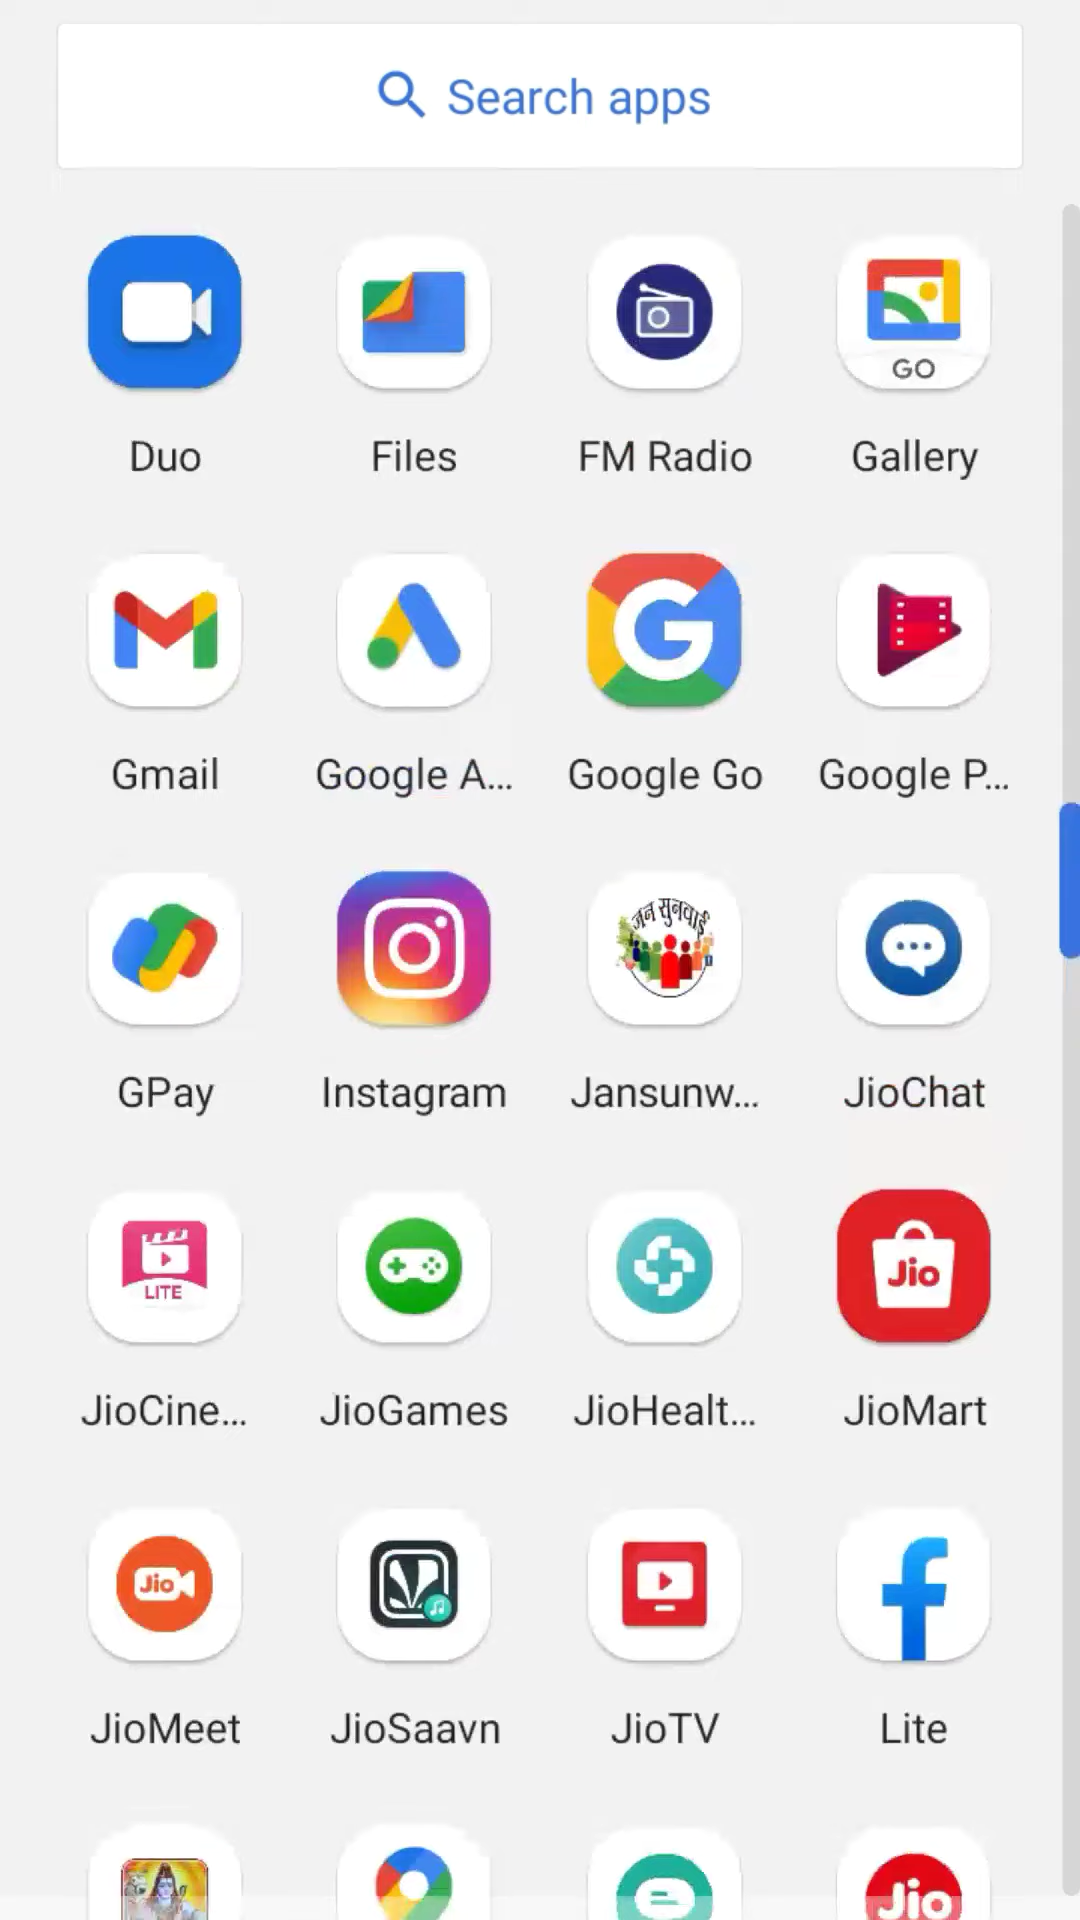 Search apps
GO
Duo
Files
FM Radio
Gallery
Gmail
Google A...
Google Go
Google P...
जन सुनवाई
GPay
Instagram
Jansunw...
JioChat
LITE
Jio
JioCine...
JioGames
JioHealt...
JioMart
Jio
JioMeet
JioSaavn
JioTV
Lite
Jio